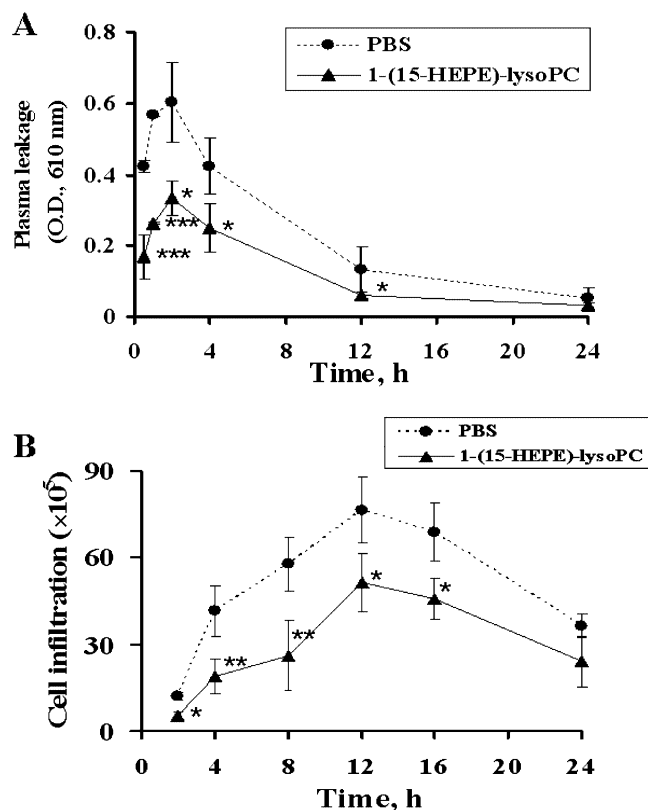 A
PBS
1-(15-HEPE)-lysoPC
Plasma leakage
(O.D., 610 nm)
0.8
0.6
0.4
0.2
0
*
***
*
***
*
0 4 8 12 16 20 24
Time, h
B
PBS
1-(15-HEPE)-lysoPC
Cell infiltration (×10⁵)
90
60
30
0
*
**
**
*
*
0 4 8 12 16 20 24
Time, h